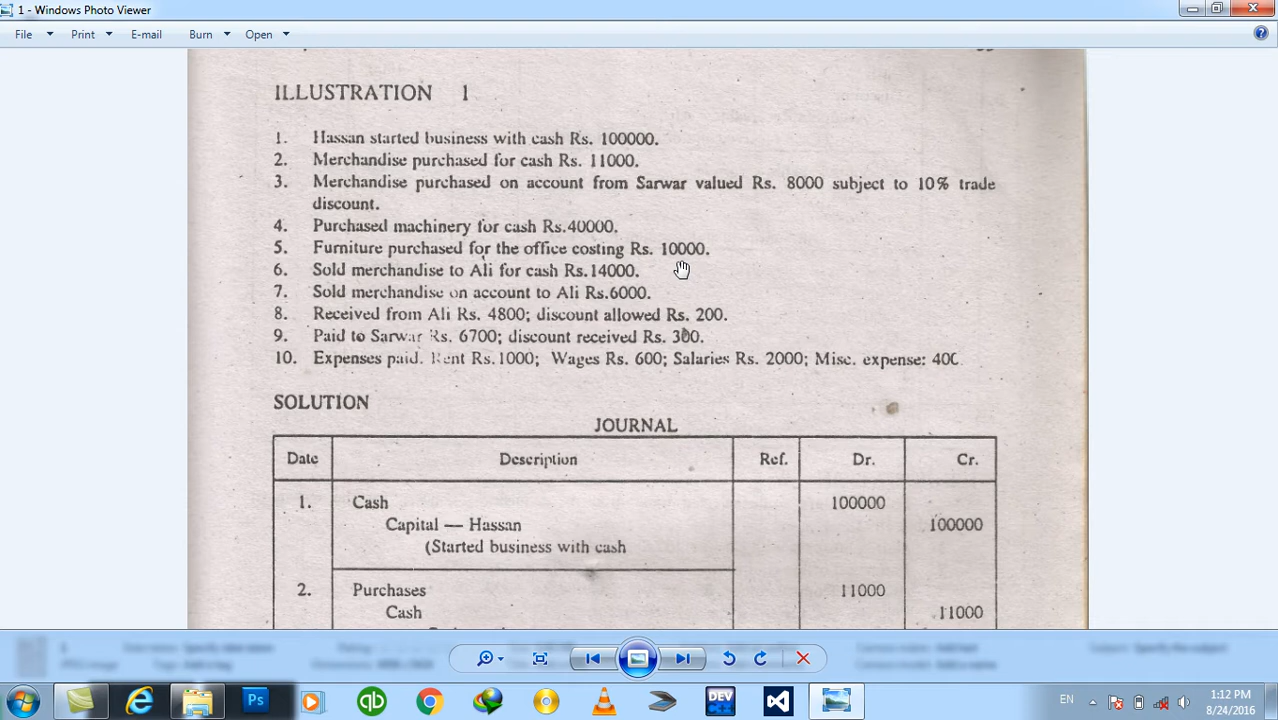 1 - Windows Photo Viewer
File Print E-mail Burn Open
ILLUSTRATION 1
1. Hassan started business with cash Rs. 100000.
2. Merchandise purchased for cash Rs. 11000.
3. Merchandise purchased on account from Sarwar valued Rs. 8000 subject to 10% trade
discount.
4. Purchased machinery for cash Rs.40000.
5. Furniture purchased for the office costing Rs. 10000.
6. Sold merchandise to Ali for cash Rs.14000.
7. Sold merchandise on account to Ali Rs.6000.
8. Received from Ali Rs. 4800; discount allowed Rs. 200.
9. Paid to Sarwar Rs. 6700; discount received Rs. 300.
10. Expenses paid. Rent Rs.1000; Wages Rs. 600; Salaries Rs. 2000; Misc. expense: 400
SOLUTION
JOURNAL
Date Description Ref. Dr. Cr.
1. Cash 100000
Capital — Hassan 100000
(Started business with cash
2. Purchases 11000
Cash 11000
Ps
qb
DEV
EN
1:12 PM
8/24/2016